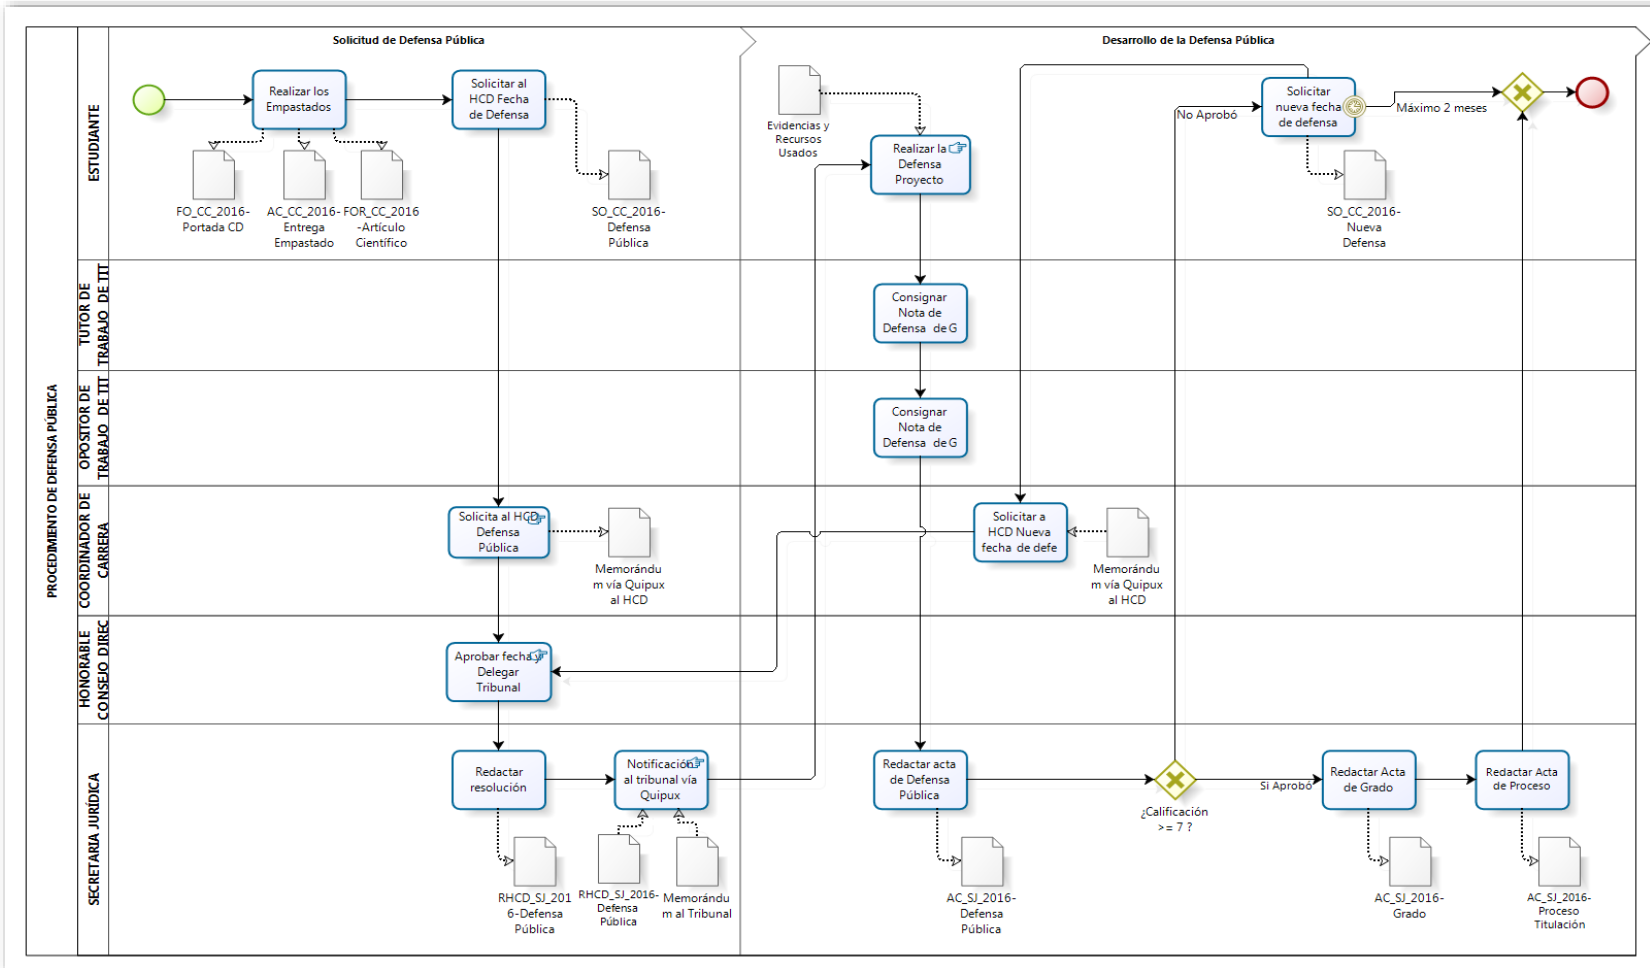 Solicitud de Defensa Pública
Desarrollo de la Defensa Pública
PROCEDIMIENTO DE DEFENSA PÚBLICA
ESTUDIANTE
Realizar los
Empastados
Solicitar al
HCD Fecha
de Defensa
FO_CC_2016-
Portada CD
AC_CC_2016-
Entrega
Empastado
FOR_CC_2016
-Artículo
Científico
SO_CC_2016-
Defensa
Pública
Evidencias y
Recursos
Usados
Realizar la
Defensa
Proyecto
No Aprobó
Solicitar
nueva fecha
de defensa
Máximo 2 meses
SO_CC_2016-
Nueva
Defensa
TUTOR DE
TRABAJO DE TIT
Consignar
Nota de
Defensa de G
OPOSITOR DE
TRABAJO DE TIT
Consignar
Nota de
Defensa de G
COORDINADOR DE
CARRERA
Solicita al HCD
Defensa
Pública
Memorándu
m vía Quipux
al HCD
Solicitar a
HCD Nueva
fecha de defe
Memorándu
m vía Quipux
al HCD
HONORABLE
CONSEJO DIREC
Aprobar fecha y
Delegar
Tribunal
SECRETARIA JURÍDICA
Redactar
resolución
Notificación
al tribunal vía
Quipux
RHCD_SJ_201
6-Defensa
Pública
RHCD_SJ_2016-
Defensa
Pública
Memorándu
m al Tribunal
Redactar acta
de Defensa
Pública
AC_SJ_2016-
Defensa
Pública
¿Calificación
>= 7 ?
Si Aprobó
Redactar Acta
de Grado
AC_SJ_2016-
Grado
Redactar Acta
de Proceso
AC_SJ_2016-
Proceso
Titulación